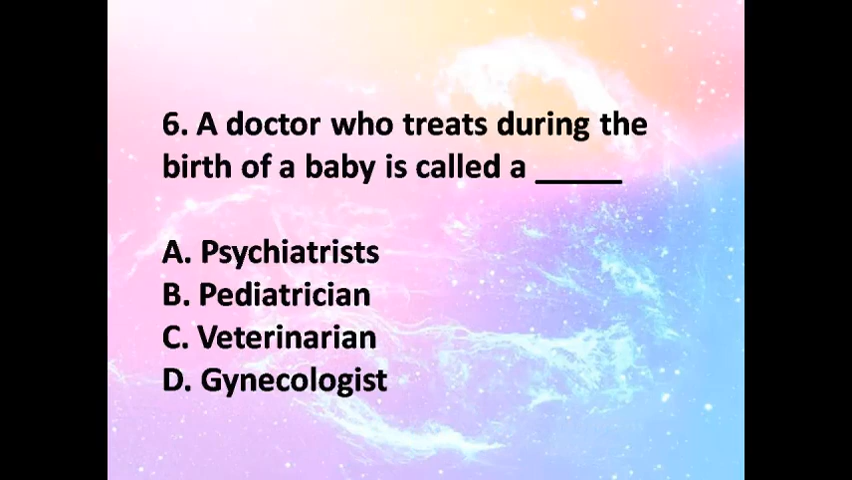 6. A doctor who treats during the
birth of a baby is called a _____
A. Psychiatrists
B. Pediatrician
C. Veterinarian
D. Gynecologist